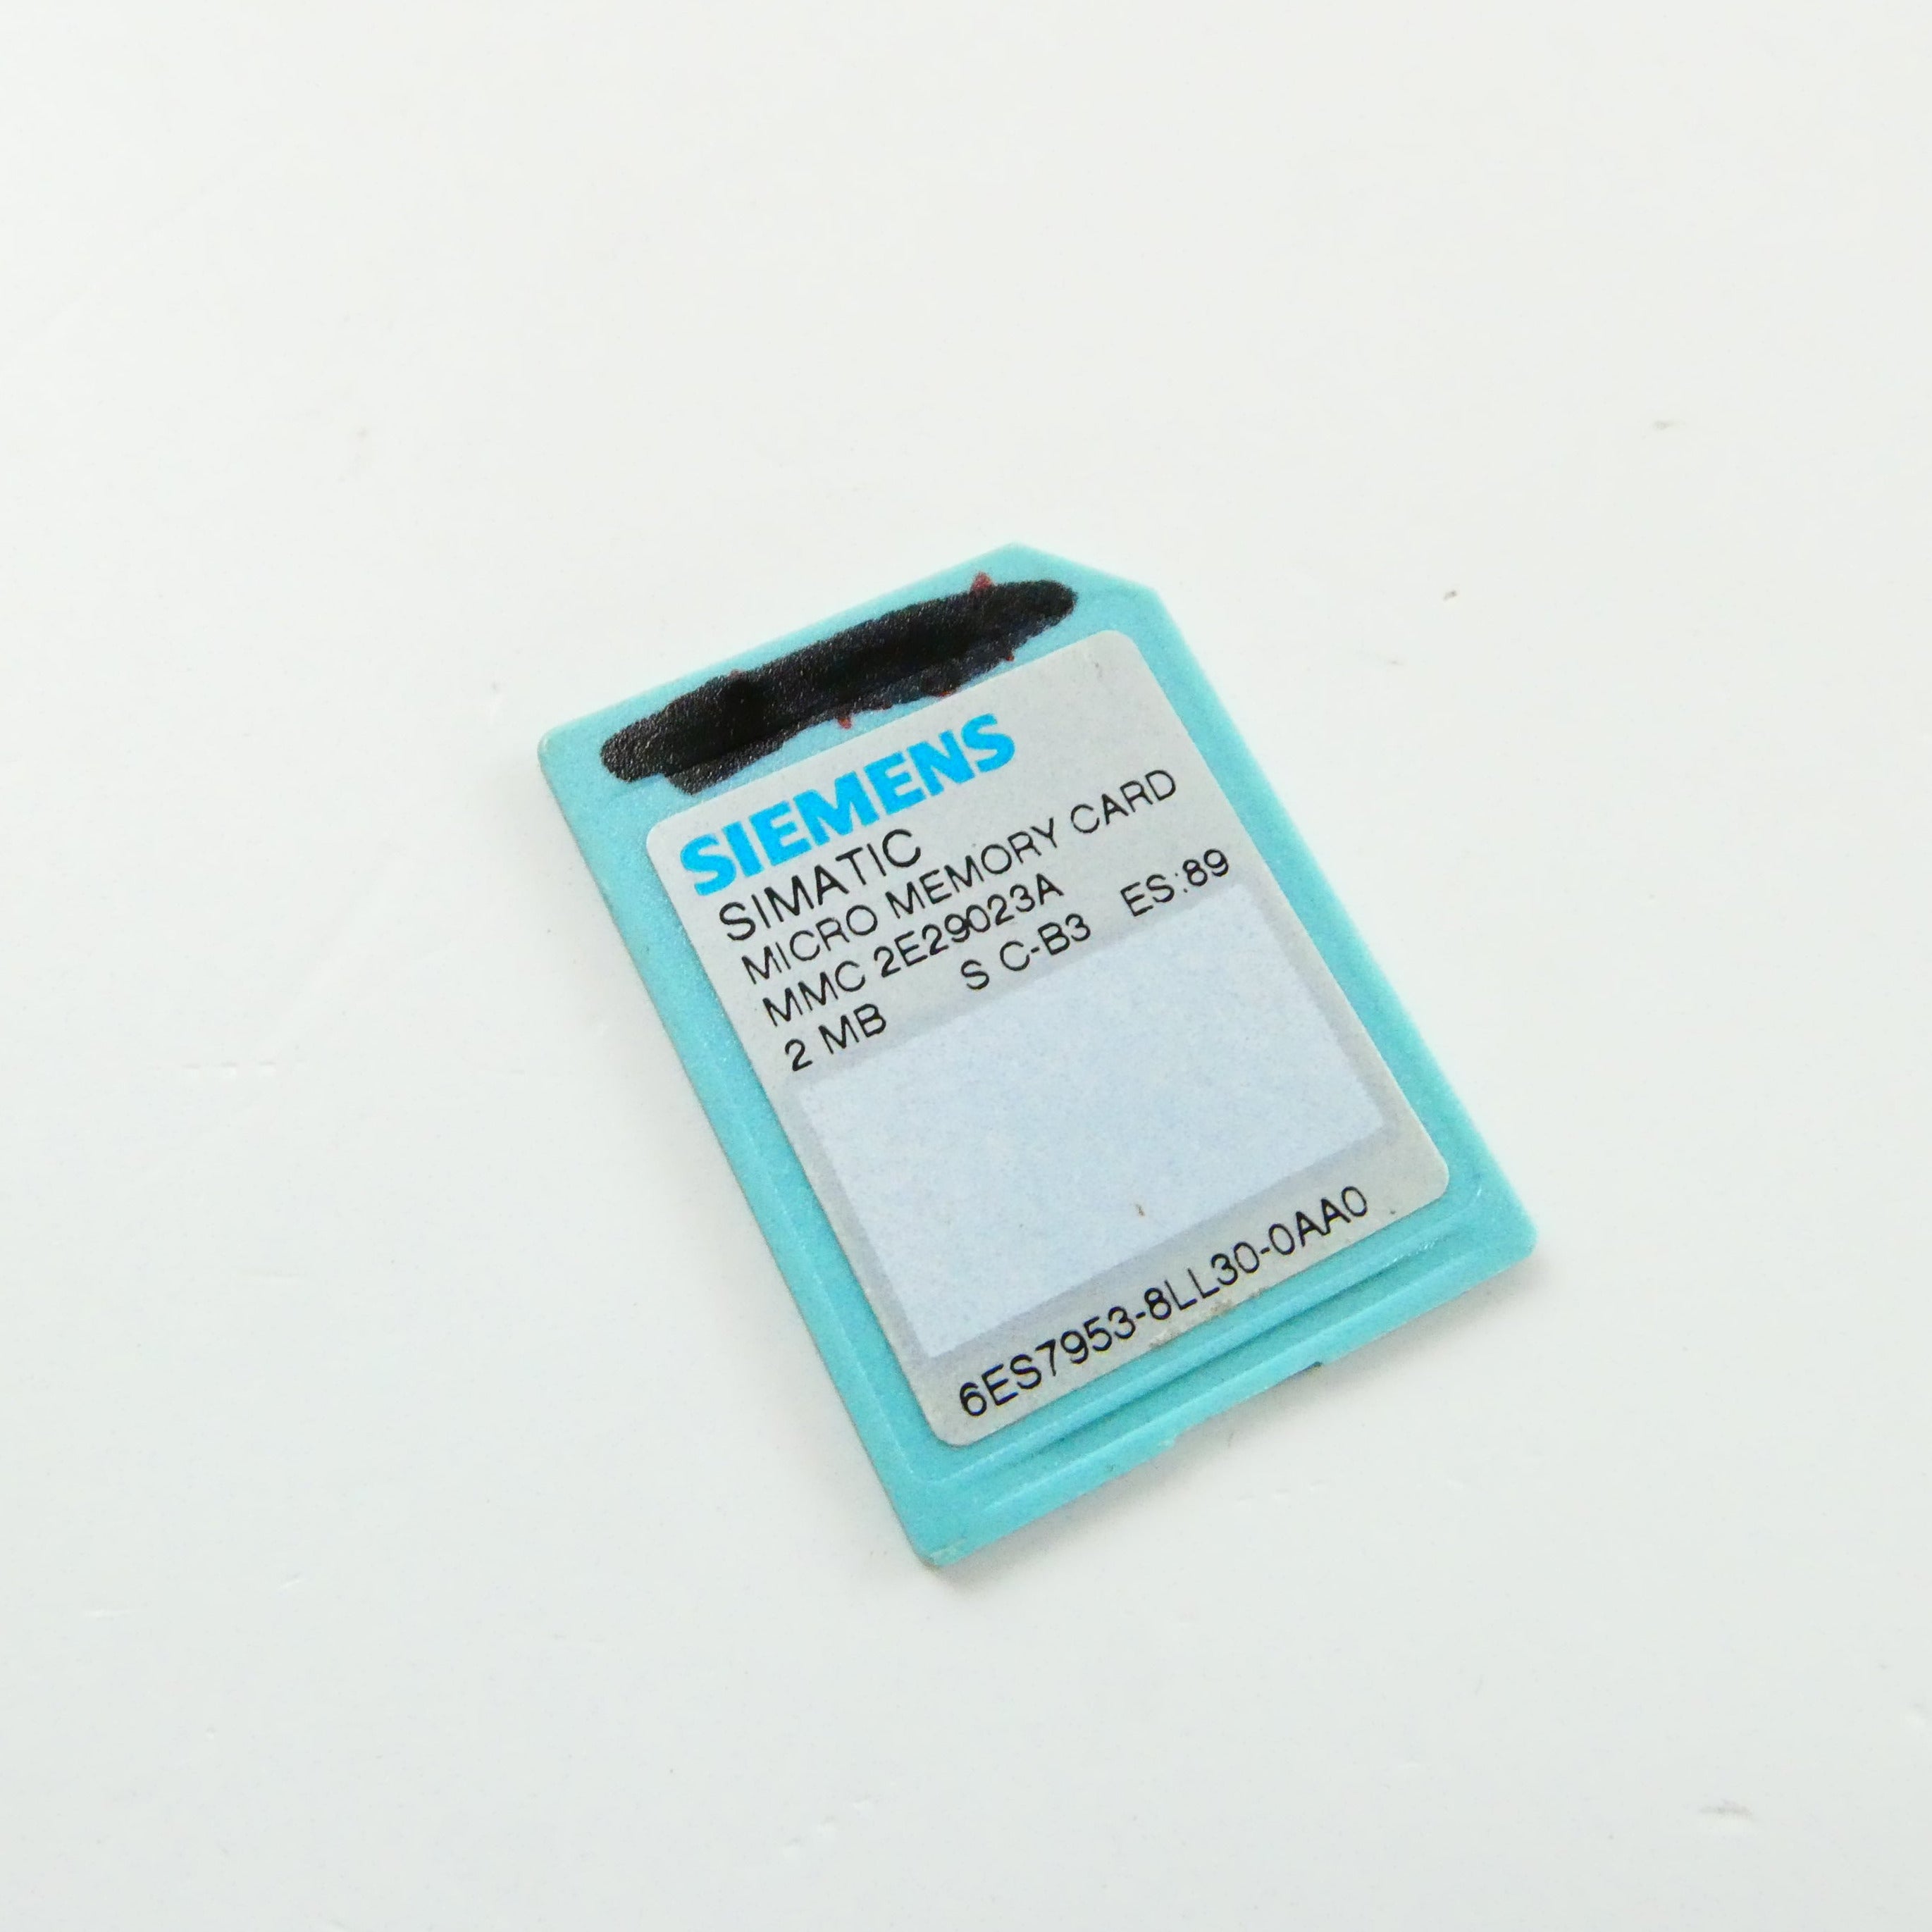 SIEMENS
SIMATIC
MICRO MEMORY CARD
MMC 2E29023A
2 MB S C-B3 ES:89
6ES7953-8LL30-0AA0